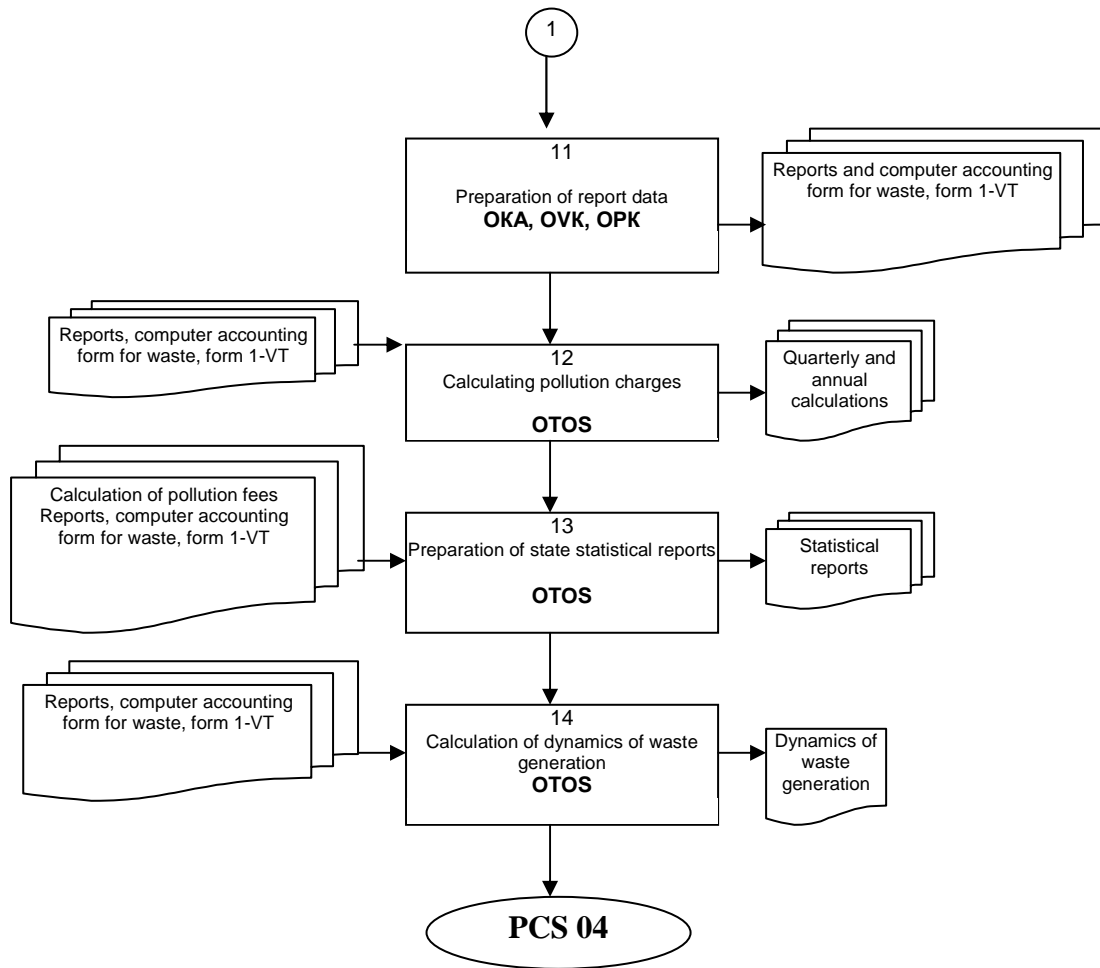 1
11
Preparation of report data
OKA, OVK, OPK
Reports and computer accounting
form for waste, form 1-VT
Reports, computer accounting
form for waste, form 1-VT
12
Calculating pollution charges
OTOS
Quarterly and
annual
calculations
Calculation of pollution fees
Reports, computer accounting
form for waste, form 1-VT
13
Preparation of state statistical reports
OTOS
Statistical
reports
Reports, computer accounting
form for waste, form 1-VT
14
Calculation of dynamics of waste
generation
OTOS
Dynamics of
waste
generation
PCS 04